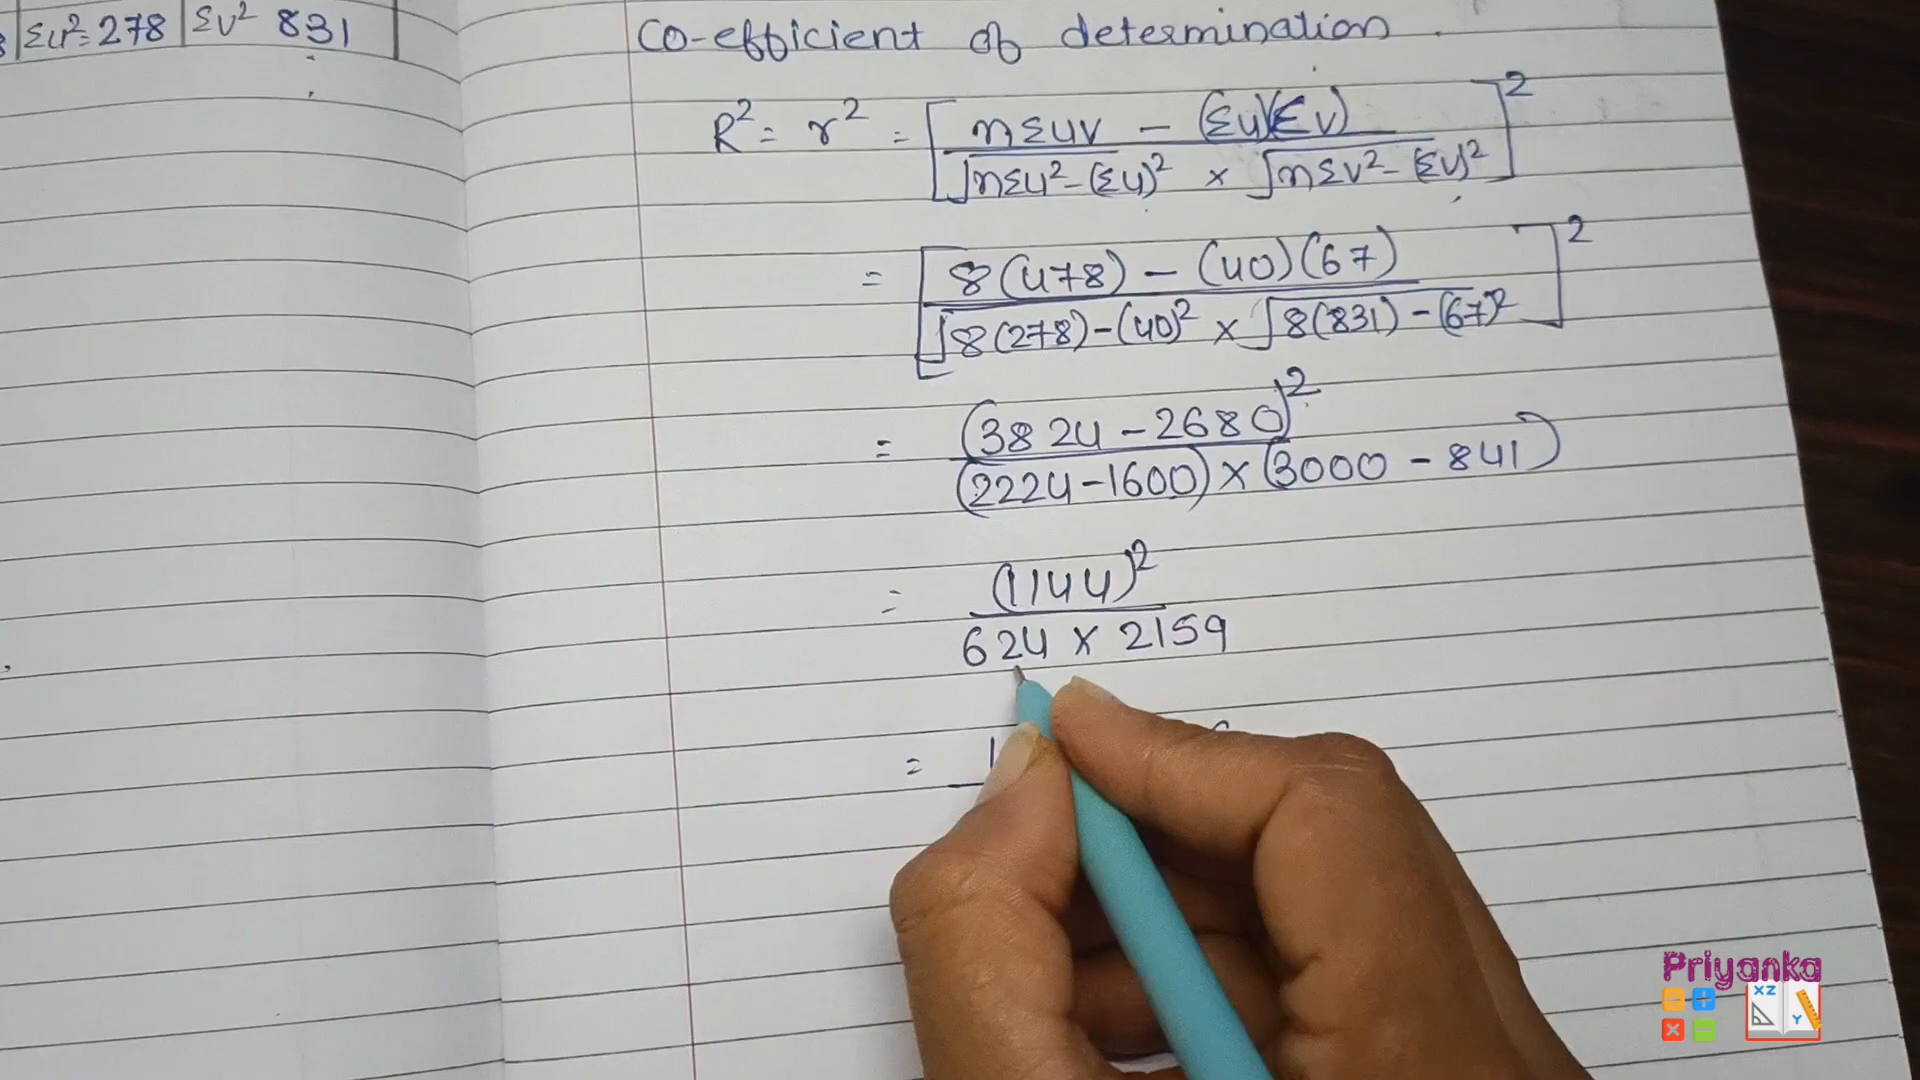 Σu²=278 Σv² 831
Co-efficient of determination.
R² = r² = [nΣuv - (Σu)(Σv) / √nΣu²-(Σu)² × √nΣv²-(Σv)²]²
= [8(478) - (40)(67) / √8(278)-(40)² × √8(831)-(67)²]²
= (3824-2680)² / (2224-1600)×(3000-841)
= (1144)² / 624 × 2159
= 1
Priyanka
XZ
Y